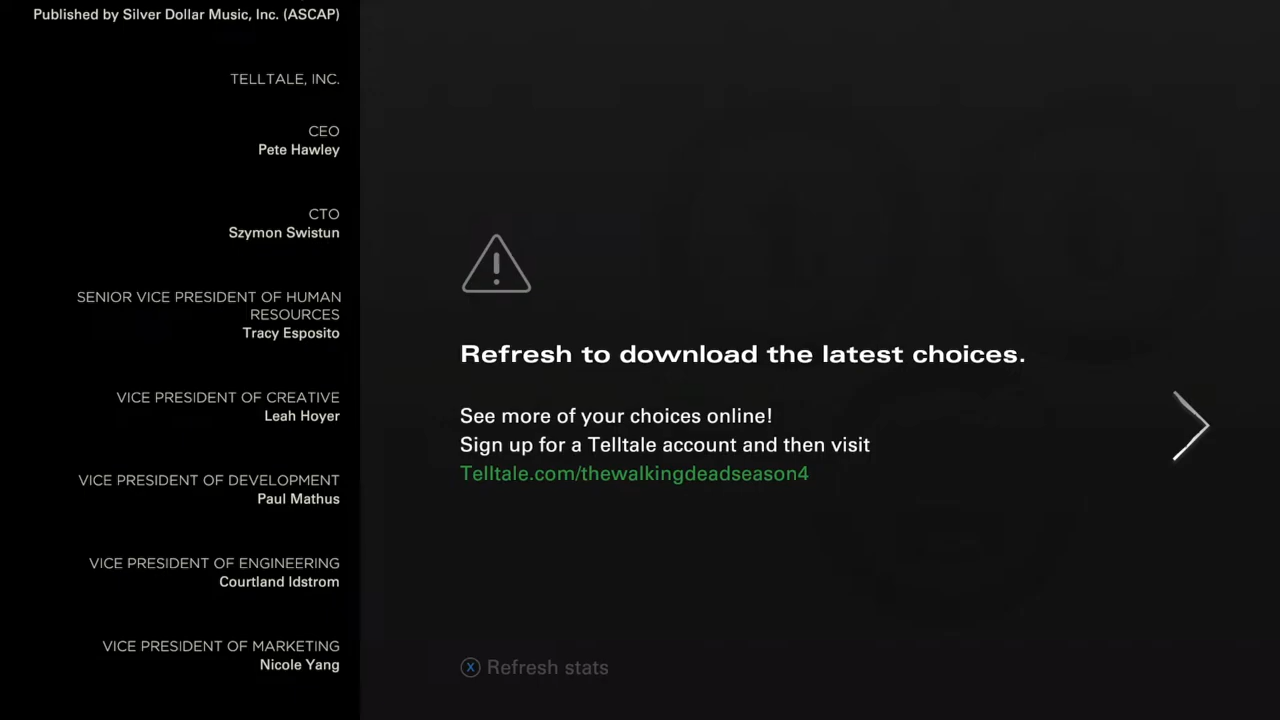 Published by Silver Dollar Music, Inc. (ASCAP)
TELLTALE, INC.
CEO
Pete Hawley
CTO
Szymon Swistun
SENIOR VICE PRESIDENT OF HUMAN
RESOURCES
Tracy Esposito
VICE PRESIDENT OF CREATIVE
Leah Hoyer
VICE PRESIDENT OF DEVELOPMENT
Paul Mathus
VICE PRESIDENT OF ENGINEERING
Courtland Idstrom
VICE PRESIDENT OF MARKETING
Nicole Yang
Refresh to download the latest choices.
See more of your choices online!
Sign up for a Telltale account and then visit
Telltale.com/thewalkingdeadseason4
X Refresh stats